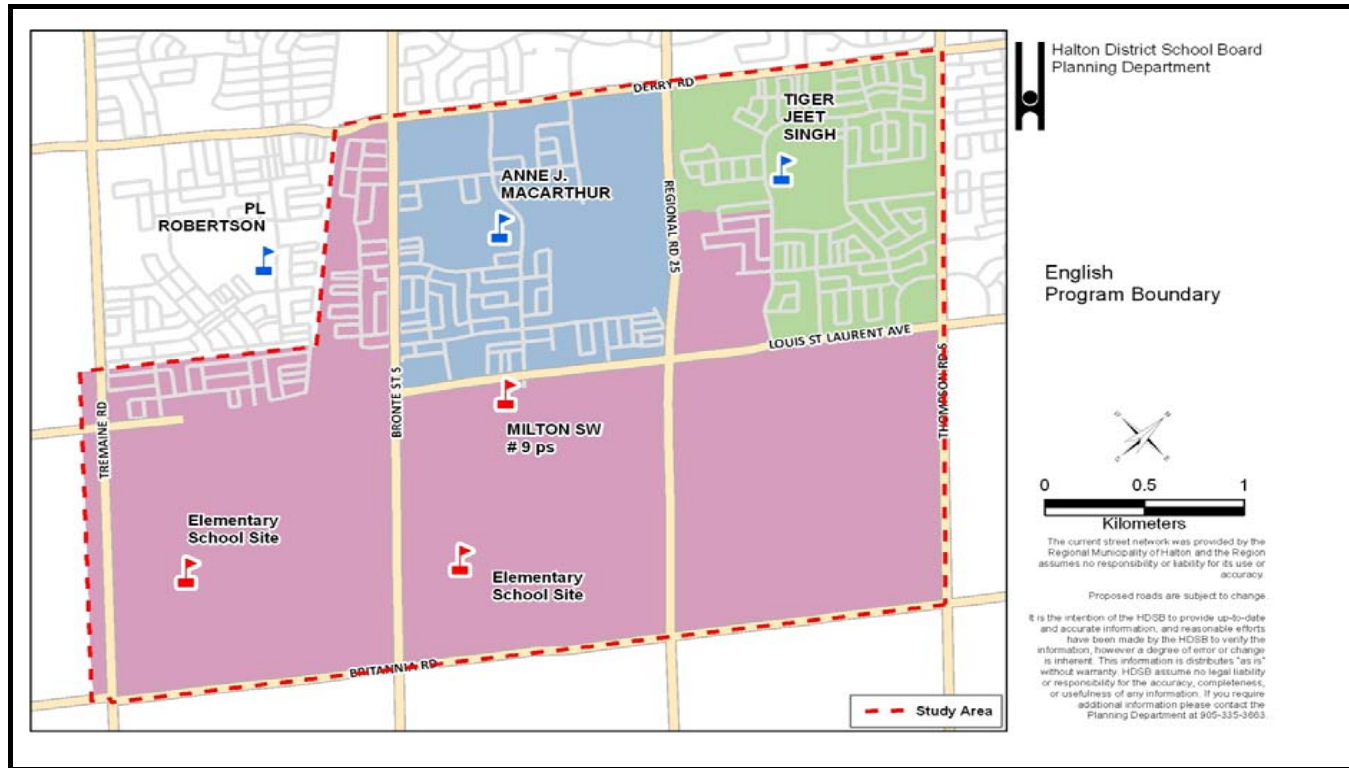 DERRY RD
TIGER
JEET
SINGH
ANNE J.
MACARTHUR
PL
ROBERTSON
REGIONAL RD 25
LOUIS ST LAURENT AVE
TREMAINE RD
BRONTE ST S
THOMPSON RD S
MILTON SW
# 9 ps
Elementary
School Site
Elementary
School Site
BRITANNIA RD
Study Area
Halton District School Board
Planning Department
English
Program Boundary
0 0.5 1
Kilometers
The current street network was provided by the
Regional Municipality of Halton and the Region
assumes no responsibility or liability for its use or
accuracy.
Proposed roads are subject to change
It is the intention of the HDSB to provide up-to-date
and accurate information, and reasonable efforts
have been made by the HDSB to verify the
information, however a degree of error or change
is inherent. This information is distributes "as is"
without warranty. HDSB assume no legal liability
or responsibility for the accuracy, completeness,
or usefulness of any information. If you require
additional information please contact the
Planning Department at 905-335-3663